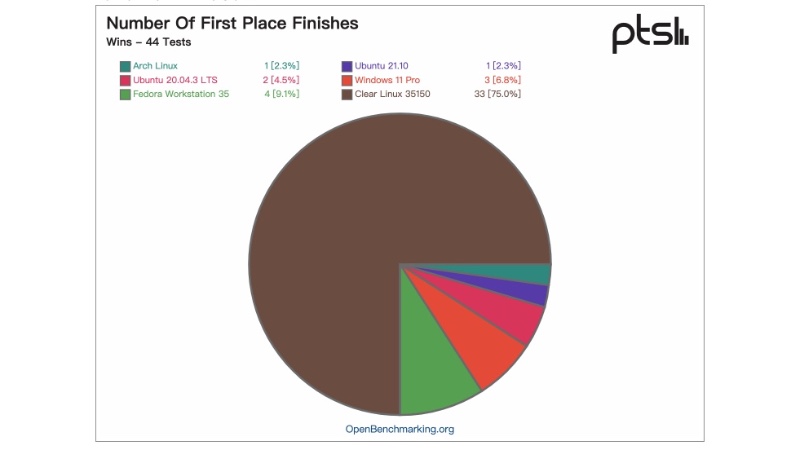 Number Of First Place Finishes
Wins - 44 Tests
ptsl
Arch Linux 1 [2.3%] Ubuntu 21.10 1 [2.3%]
Ubuntu 20.04.3 LTS 2 [4.5%] Windows 11 Pro 3 [6.8%]
Fedora Workstation 35 4 [9.1%] Clear Linux 35150 33 [75.0%]
OpenBenchmarking.org